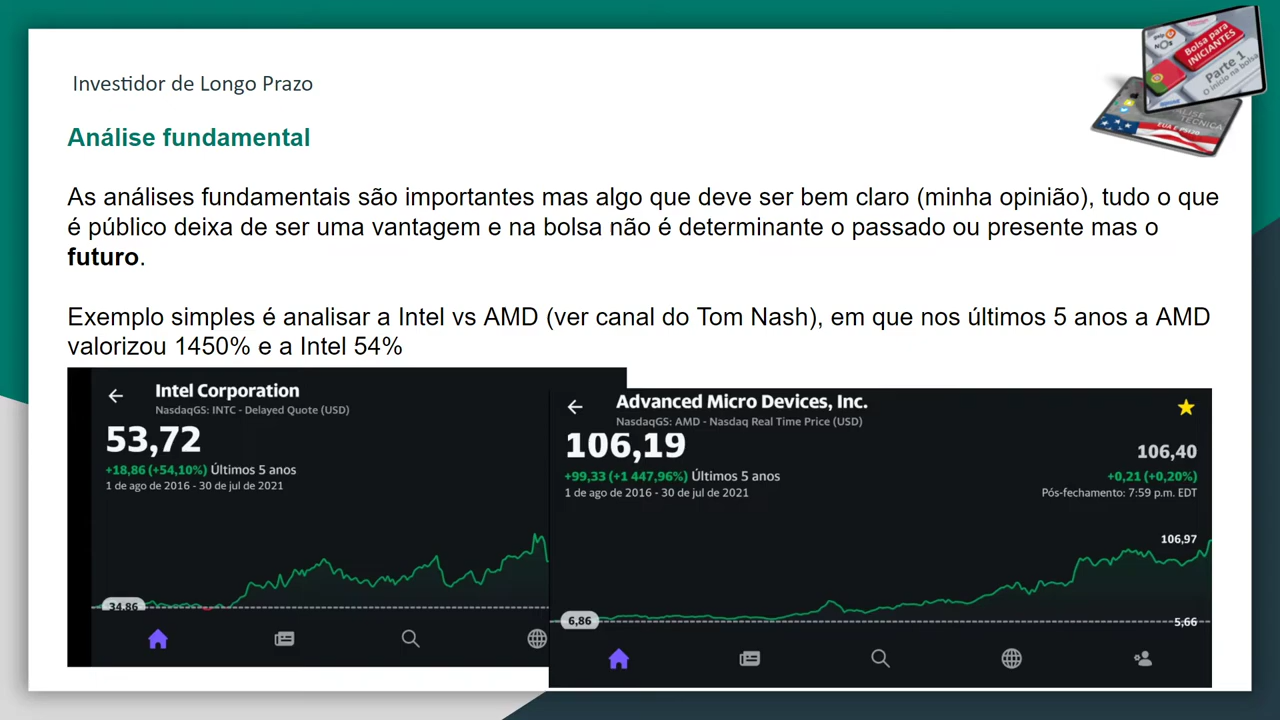 Investidor de Longo Prazo
Bolsa para
INICIANTES
Parte 1
O início na bolsa
EUA E PSI20
Análise fundamental
As análises fundamentais são importantes mas algo que deve ser bem claro (minha opinião), tudo o que
é público deixa de ser uma vantagem e na bolsa não é determinante o passado ou presente mas o
futuro.
Exemplo simples é analisar a Intel vs AMD (ver canal do Tom Nash), em que nos últimos 5 anos a AMD
valorizou 1450% e a Intel 54%
Intel Corporation
NasdaqGS: INTC - Delayed Quote (USD)
53,72
+18,86 (+54,10%) Últimos 5 anos
1 de ago de 2016 - 30 de jul de 2021
34,86
Advanced Micro Devices, Inc.
NasdaqGS: AMD - Nasdaq Real Time Price (USD)
106,19
106,40
+99,33 (+1 447,96%) Últimos 5 anos
+0,21 (+0,20%)
1 de ago de 2016 - 30 de jul de 2021
Pós-fechamento: 7:59 p.m. EDT
106,97
6,86
5,66